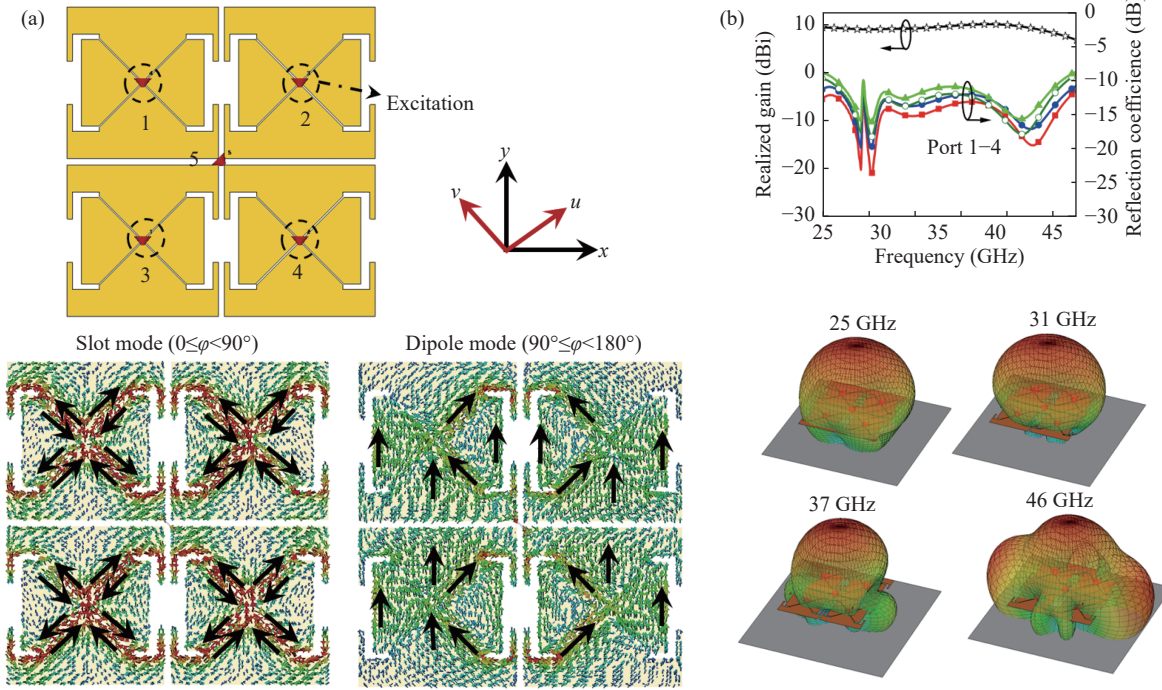 (a)
1
2
Excitation
5
3
4
y
v
u
x
Slot mode (0≤φ<90°)
Dipole mode (90°≤φ<180°)
(b)
Realized gain (dBi)
10
0
−10
−20
−30
0
−5
−10
−15
−20
−25
−30
Reflection coefficience (dB)
Port 1−4
25
30
35
40
45
Frequency (GHz)
25 GHz
31 GHz
37 GHz
46 GHz